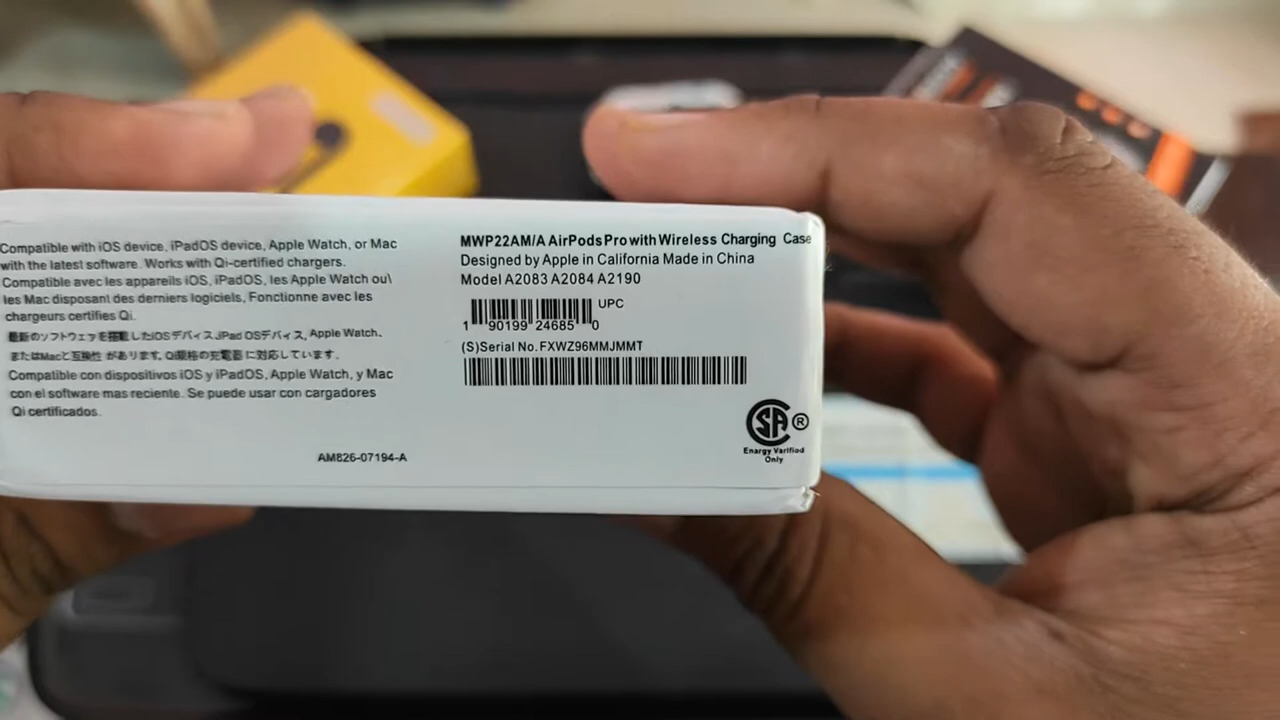 Compatible with iOS device, iPadOS device, Apple Watch, or Mac
with the latest software. Works with Qi-certified chargers.
Compatible avec les appareils iOS, iPadOS, les Apple Watch ou\
les Mac disposant des derniers logiciels, Fonctionne avec les
chargeurs certifies Qi.
最新のソフトウェァを搭載したiOSデバィス.iPad OSデバィス, Apple Watch.
またはMacと互換性 があります. Qi規格の充電器 に対応しています.
Compatible con dispositivos iOS y iPadOS, Apple Watch, y Mac
con el software mas reciente. Se puede usar con cargadores
Qi certificados.
AM826-07194-A
MWP22AM/A AirPods Pro with Wireless Charging Case
Designed by Apple in California Made in China
Model A2083 A2084 A2190
UPC
1 90199 24685 0
(S)Serial No. FXWZ96MMJMMT
SA ®
Enargy Varifiod
Only